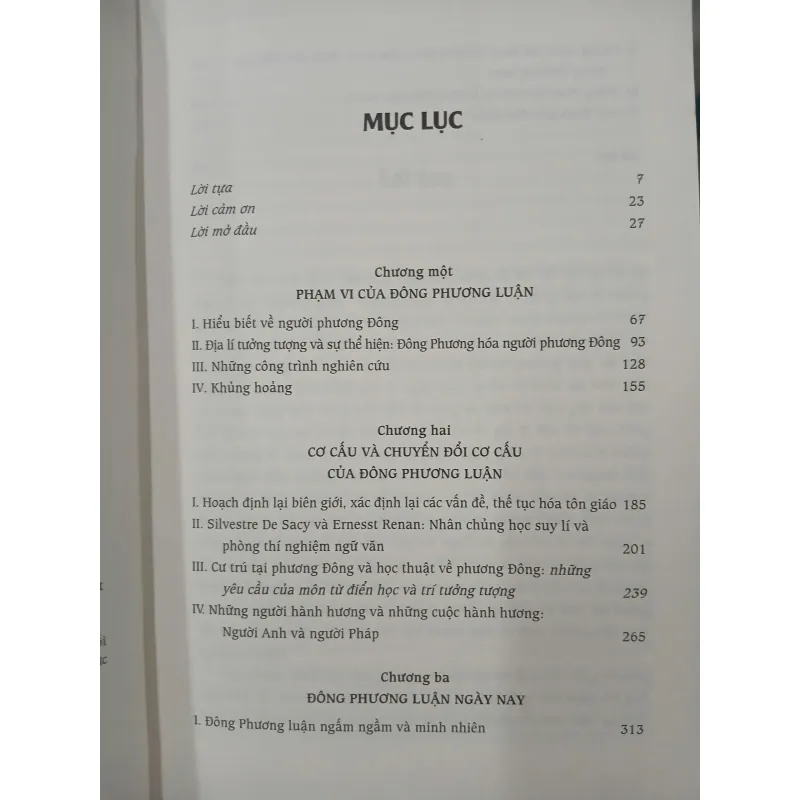 MỤC LỤC
Lời tựa 7
Lời cảm ơn 23
Lời mở đầu 27
Chương một
PHẠM VI CỦA ĐÔNG PHƯƠNG LUẬN
I. Hiểu biết về người phương Đông 67
II. Địa lí tưởng tượng và sự thể hiện: Đông Phương hóa người phương Đông 93
III. Những công trình nghiên cứu 128
IV. Khủng hoảng 155
Chương hai
CƠ CẤU VÀ CHUYỂN ĐỔI CƠ CẤU
CỦA ĐÔNG PHƯƠNG LUẬN
I. Hoạch định lại biên giới, xác định lại các vấn đề, thế tục hóa tôn giáo 185
II. Silvestre De Sacy và Ernesst Renan: Nhân chủng học suy lí và
phòng thí nghiệm ngữ văn 201
III. Cư trú tại phương Đông và học thuật về phương Đông: những
yêu cầu của môn từ điển học và trí tưởng tượng 239
IV. Những người hành hương và những cuộc hành hương:
Người Anh và người Pháp 265
Chương ba
ĐÔNG PHƯƠNG LUẬN NGÀY NAY
I. Đông Phương luận ngấm ngầm và minh nhiên 313